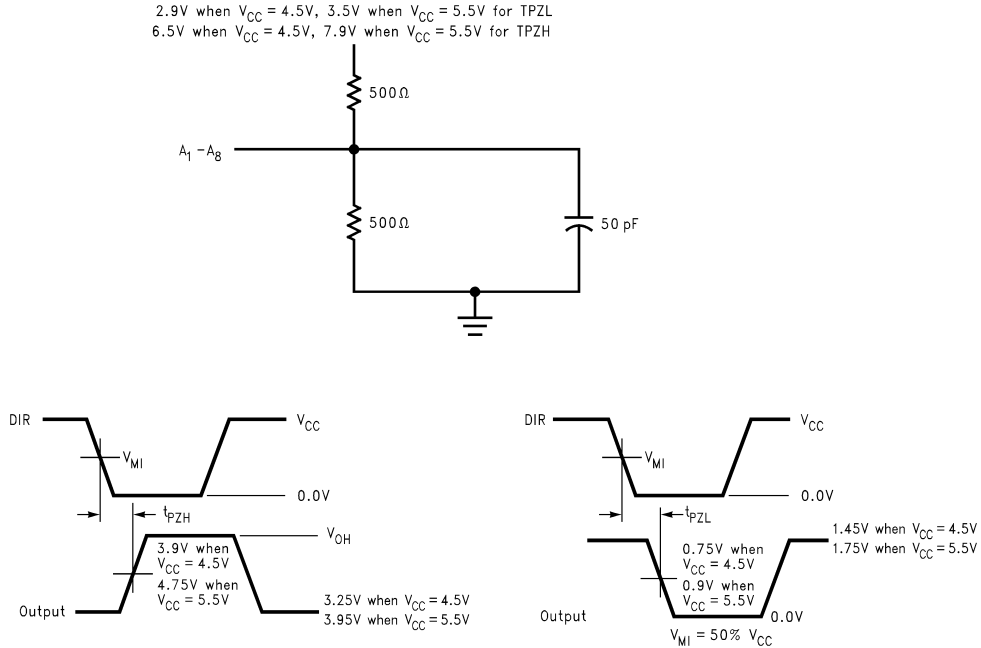 2.9V when VCC = 4.5V, 3.5V when VCC = 5.5V for TPZL
6.5V when VCC = 4.5V, 7.9V when VCC = 5.5V for TPZH
500Ω
A1 – A8
500Ω
50 pF
DIR
VCC
VMI
0.0V
tPZH
VOH
3.9V when
VCC = 4.5V
4.75V when
VCC = 5.5V
Output
3.25V when VCC = 4.5V
3.95V when VCC = 5.5V
DIR
VCC
VMI
0.0V
tPZL
1.45V when VCC = 4.5V
1.75V when VCC = 5.5V
0.75V when
VCC = 4.5V
0.9V when
VCC = 5.5V
Output
0.0V
VMI = 50% VCC